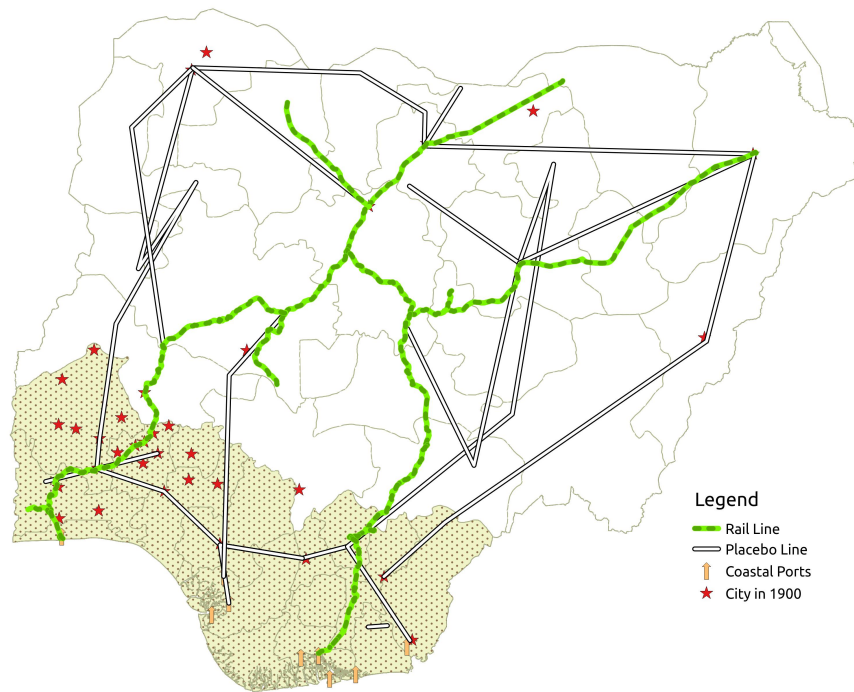 Legend
Rail Line
Placebo Line
Coastal Ports
City in 1900